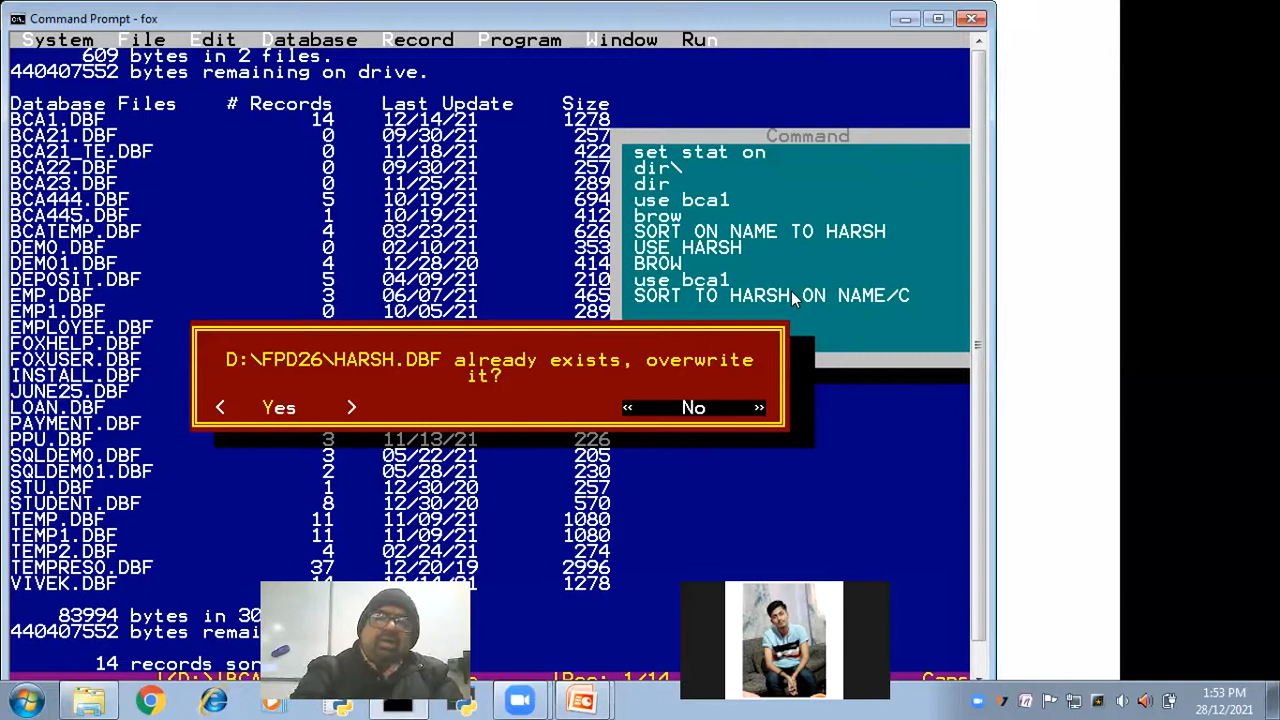 Command Prompt - fox
System File Edit Database Record Program Window Run
609 bytes in 2 files.
440407552 bytes remaining on drive.
Database Files # Records Last Update Size
BCA1.DBF 14 12/14/21 1278
BCA21.DBF 0 09/30/21 257
BCA21_TE.DBF 0 11/18/21 422
BCA22.DBF 0 09/30/21 257
BCA23.DBF 0 11/25/21 289
BCA444.DBF 5 10/19/21 694
BCA445.DBF 1 10/19/21 412
BCATEMP.DBF 4 03/23/21 626
DEMO.DBF 0 02/10/21 353
DEMO1.DBF 4 12/28/20 414
DEPOSIT.DBF 5 04/09/21 210
EMP.DBF 3 06/07/21 465
EMP1.DBF 0 10/05/21 289
EMPLOYEE.DBF
FOXHELP.DBF
FOXUSER.DBF
INSTALL.DBF
JUNE25.DBF
LOAN.DBF
PAYMENT.DBF
PPU.DBF 3 11/13/21 226
SQLDEMO.DBF 3 05/22/21 205
SQLDEMO1.DBF 2 05/28/21 230
STU.DBF 1 12/30/20 257
STUDENT.DBF 8 12/30/20 570
TEMP.DBF 11 11/09/21 1080
TEMP1.DBF 11 11/09/21 1080
TEMP2.DBF 4 02/24/21 274
TEMPRESO.DBF 37 12/20/19 2996
VIVEK.DBF 14 12/14/21 1278
83994 bytes in 30
440407552 bytes remai
14 records sor
Command
set stat on
dir\
dir
use bca1
brow
SORT ON NAME TO HARSH
USE HARSH
BROW
use bca1
SORT TO HARSH ON NAME/C
D:\FPD26\HARSH.DBF already exists, overwrite
it?
< Yes > « No »
1:53 PM
28/12/2021